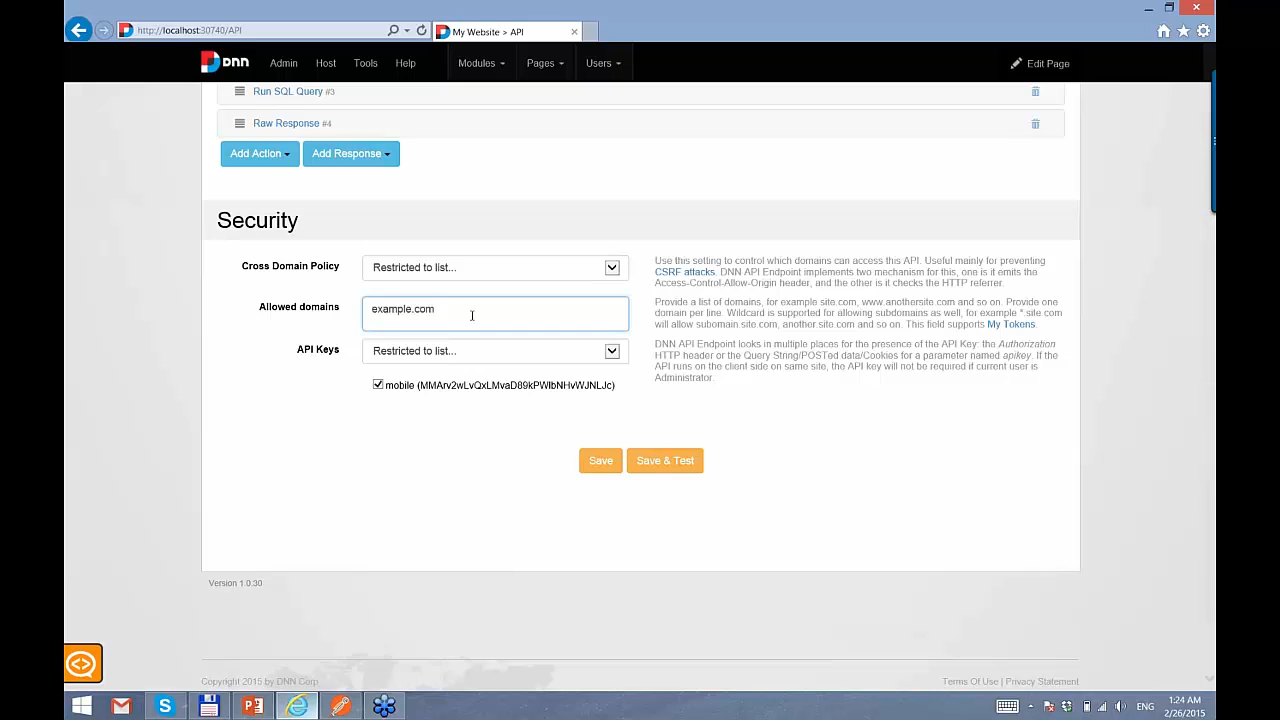 http://localhost:30740/API
My Website > API
DNN
Admin
Host
Tools
Help
Modules
Pages
Users
Edit Page
Run SQL Query #3
Raw Response #4
Add Action
Add Response
Security
Cross Domain Policy
Restricted to list...
Use this setting to control which domains can access this API. Useful mainly for preventing
CSRF attacks. DNN API Endpoint implements two mechanism for this, one is it emits the
Access-Control-Allow-Origin header, and the other is it checks the HTTP referrer.
Allowed domains
example.com
Provide a list of domains, for example site.com, www.anothersite.com and so on. Provide one
domain per line. Wildcard is supported for allowing subdomains as well, for example *.site.com
will allow subomain.site.com, another.site.com and so on. This field supports My Tokens.
API Keys
Restricted to list...
DNN API Endpoint looks in multiple places for the presence of the API Key: the Authorization
HTTP header or the Query String/POSTed data/Cookies for a parameter named apikey. If the
API runs on the client side on same site, the API key will not be required if current user is
Administrator.
mobile (MMArv2wLvQxLMvaD89kPWIbNHvWJNLJc)
Save
Save & Test
Version 1.0.30
Copyright 2015 by DNN Corp
Terms Of Use | Privacy Statement
ENG
1:24 AM
2/26/2015